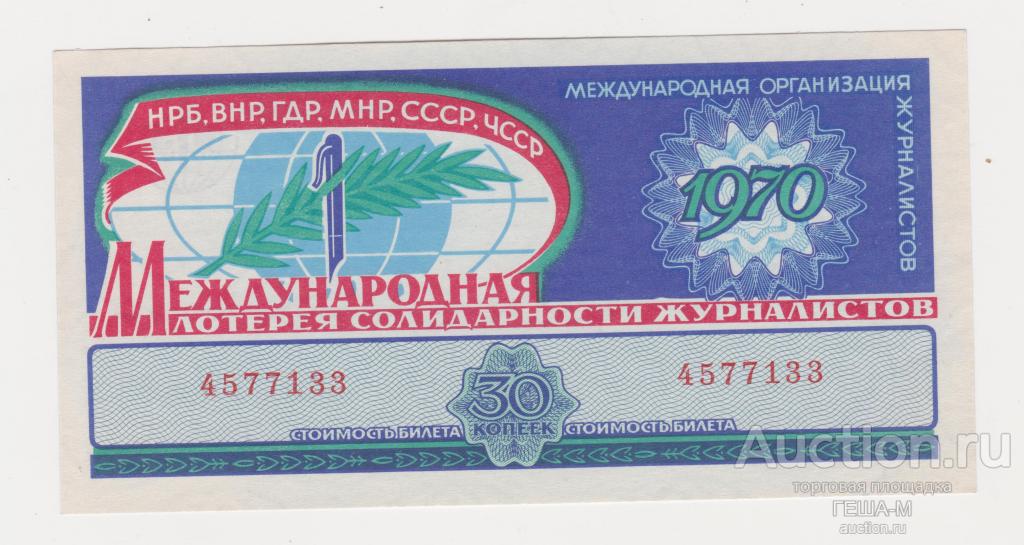 НРБ, ВНР, ГДР, МНР, СССР, ЧССР
МЕЖДУНАРОДНАЯ ОРГАНИЗАЦИЯ
ЖУРНАЛИСТОВ
1970
МЕЖДУНАРОДНАЯ
ЛОТЕРЕЯ СОЛИДАРНОСТИ ЖУРНАЛИСТОВ
4577133
4577133
30
КОПЕЕК
СТОИМОСТЬ БИЛЕТА
СТОИМОСТЬ БИЛЕТА
Auction.ru
торговая площадка
ГЕША-М
auction.ru